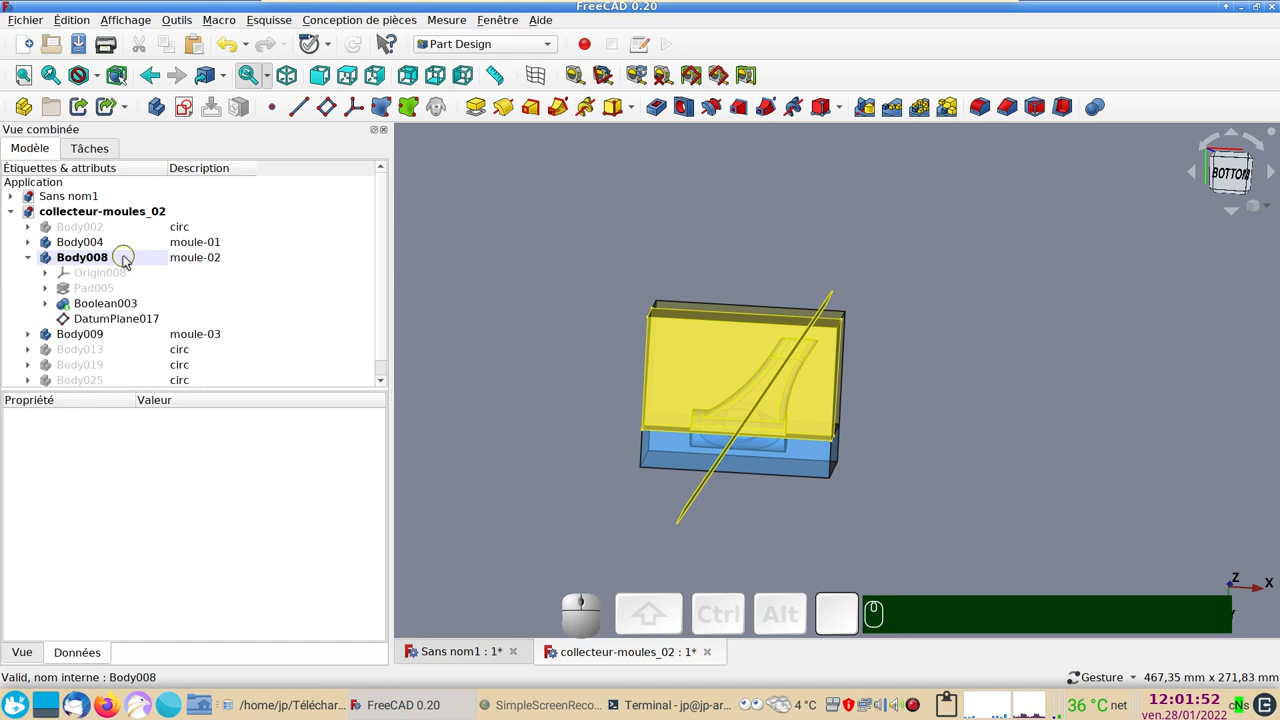 FreeCAD 0.20
Fichier Édition Affichage Outils Macro Esquisse Conception de pièces Mesure Fenêtre Aide
Part Design
Vue combinée
Modèle Tâches
Étiquettes & attributs Description
Application
Sans nom1
collecteur-moules_02
Body002 circ
Body004 moule-01
Body008 moule-02
Origin008
Pad005
Boolean003
DatumPlane017
Body009 moule-03
Body013 circ
Body019 circ
Body025 circ
Propriété Valeur
BOTTOM
Z
X
Y
Ctrl Alt
Vue Données
Sans nom1 : 1* collecteur-moules_02 : 1*
Valid, nom interne : Body008 Gesture 467,35 mm x 271,83 mm
/home/jp/Téléchar... FreeCAD 0.20 SimpleScreenReco... Terminal - jp@jp-ar... 4°C 36 °C net 12:01:52
ven.28/01/2022